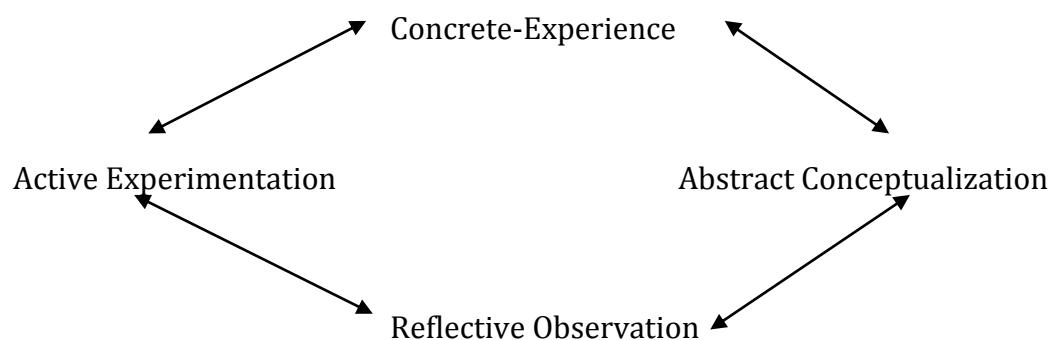 Concrete-Experience
Active Experimentation
Abstract Conceptualization
Reflective Observation